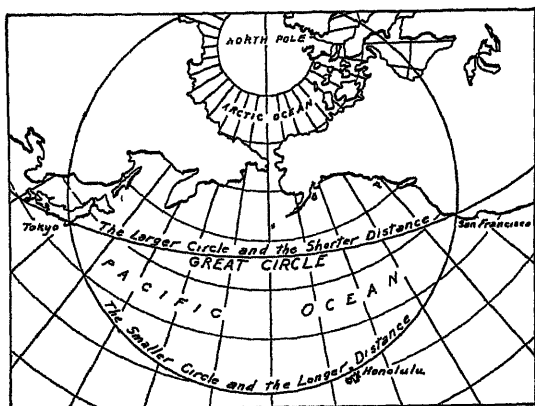 NORTH POLE
ARCTIC OCEAN
Tokyo
The Larger Circle and the Shorter Distance
San Francisco
GREAT CIRCLE
PACIFIC OCEAN
The Smaller Circle and the Longer Distance
Honolulu